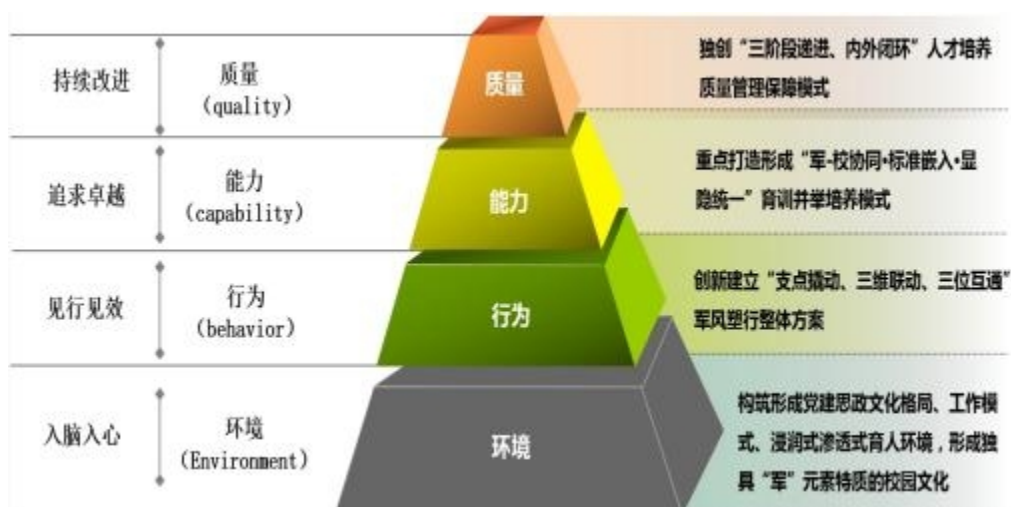 持续改进
质量
(quality)
质量
独创“三阶段递进、内外闭环”人才培养
质量管理保障模式
追求卓越
能力
(capability)
能力
重点打造形成“军-校协同·标准嵌入·显
隐统一”育训并举培养模式
见行见效
行为
(behavior)
行为
创新建立“支点撬动、三维联动、三位互通”
军风塑行整体方案
入脑入心
环境
(Environment)
环境
构筑形成党建思政文化格局、工作模
式、浸润式渗透式育人环境，形成独
具“军”元素特质的校园文化